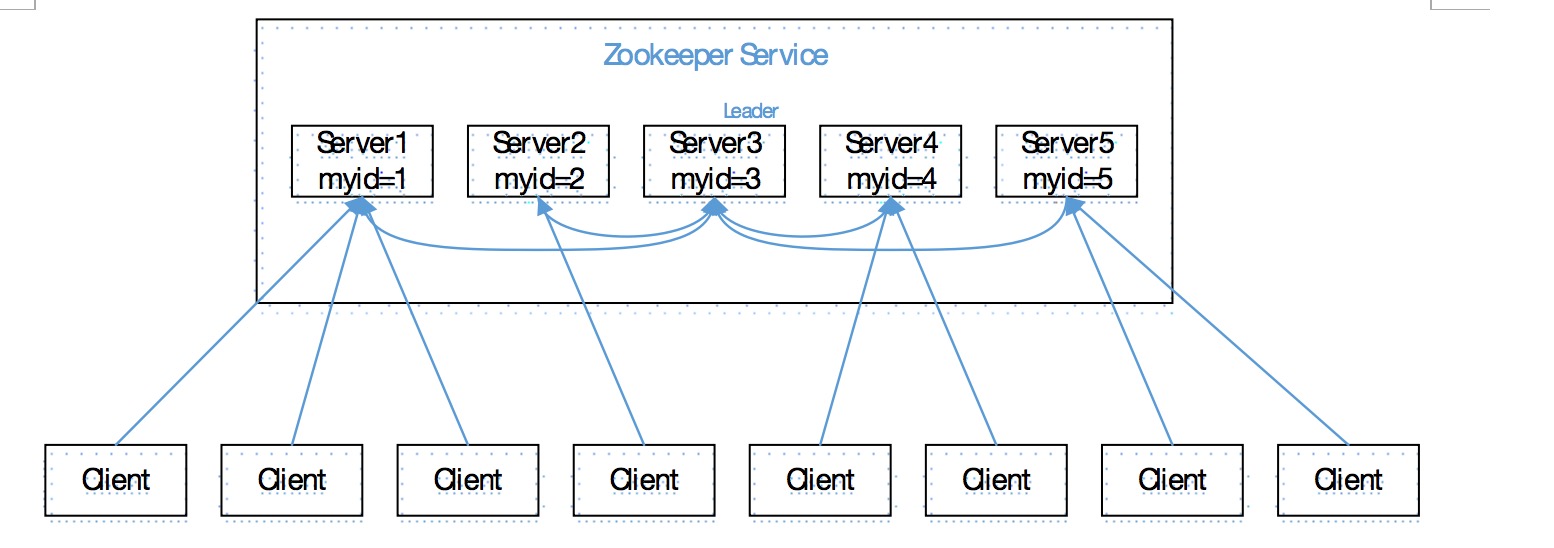 Zookeeper Service
Leader
Server1
myid=1
Server2
myid=2
Server3
myid=3
Server4
myid=4
Server5
myid=5
Client
Client
Client
Client
Client
Client
Client
Client